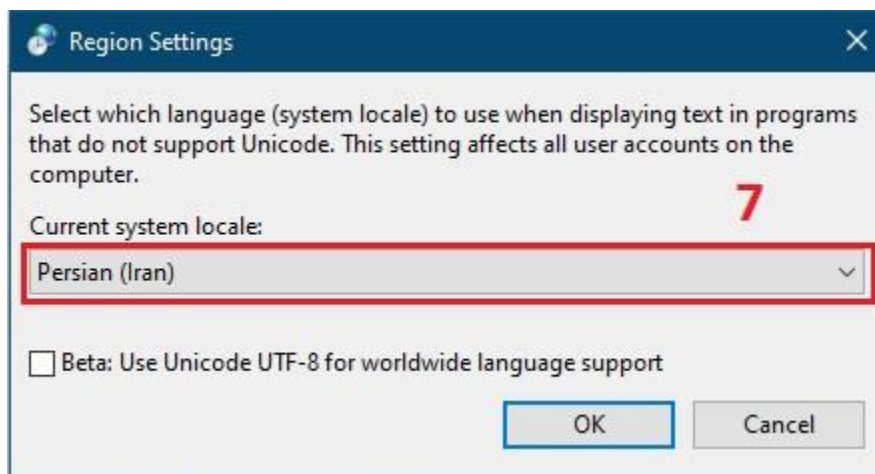 Region Settings
Select which language (system locale) to use when displaying text in programs
that do not support Unicode. This setting affects all user accounts on the
computer.
7
Current system locale:
Persian (Iran)
Beta: Use Unicode UTF-8 for worldwide language support
OK
Cancel